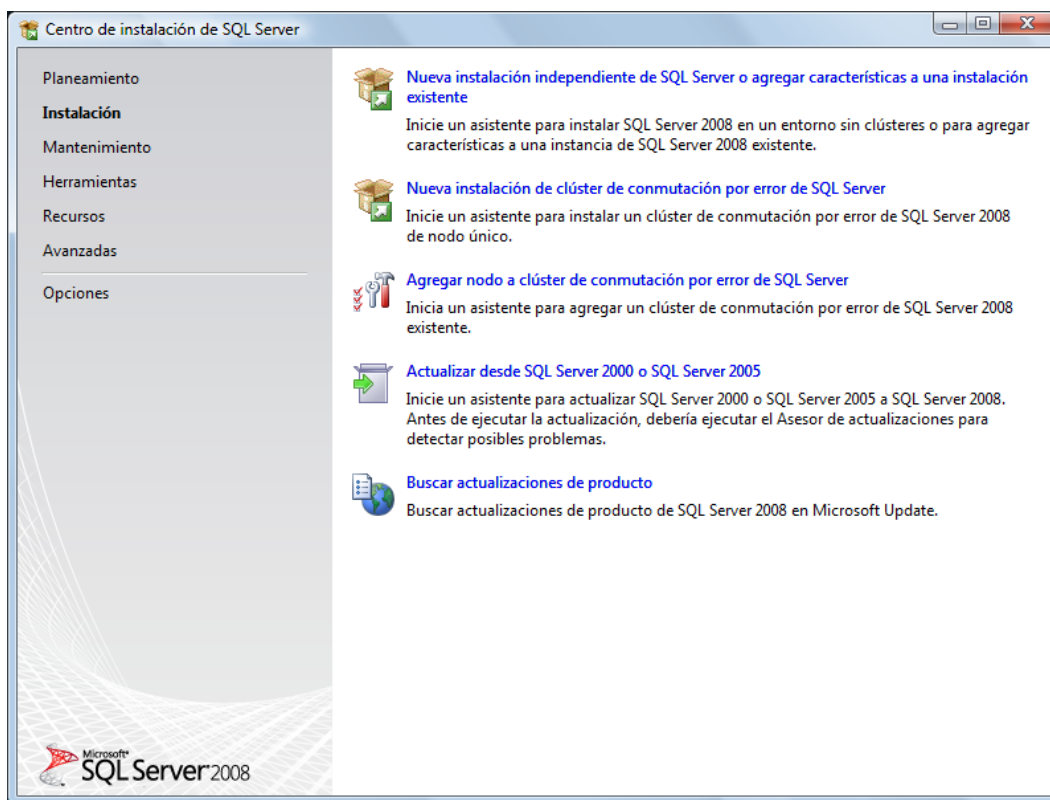 Centro de instalación de SQL Server
Planeamiento
Instalación
Mantenimiento
Herramientas
Recursos
Avanzadas
Opciones
Nueva instalación independiente de SQL Server o agregar características a una instalación
existente
Inicie un asistente para instalar SQL Server 2008 en un entorno sin clústeres o para agregar
características a una instancia de SQL Server 2008 existente.
Nueva instalación de clúster de conmutación por error de SQL Server
Inicie un asistente para instalar un clúster de conmutación por error de SQL Server 2008
de nodo único.
Agregar nodo a clúster de conmutación por error de SQL Server
Inicia un asistente para agregar un clúster de conmutación por error de SQL Server 2008
existente.
Actualizar desde SQL Server 2000 o SQL Server 2005
Inicie un asistente para actualizar SQL Server 2000 o SQL Server 2005 a SQL Server 2008.
Antes de ejecutar la actualización, debería ejecutar el Asesor de actualizaciones para
detectar posibles problemas.
Buscar actualizaciones de producto
Buscar actualizaciones de producto de SQL Server 2008 en Microsoft Update.
Microsoft®
SQL Server 2008